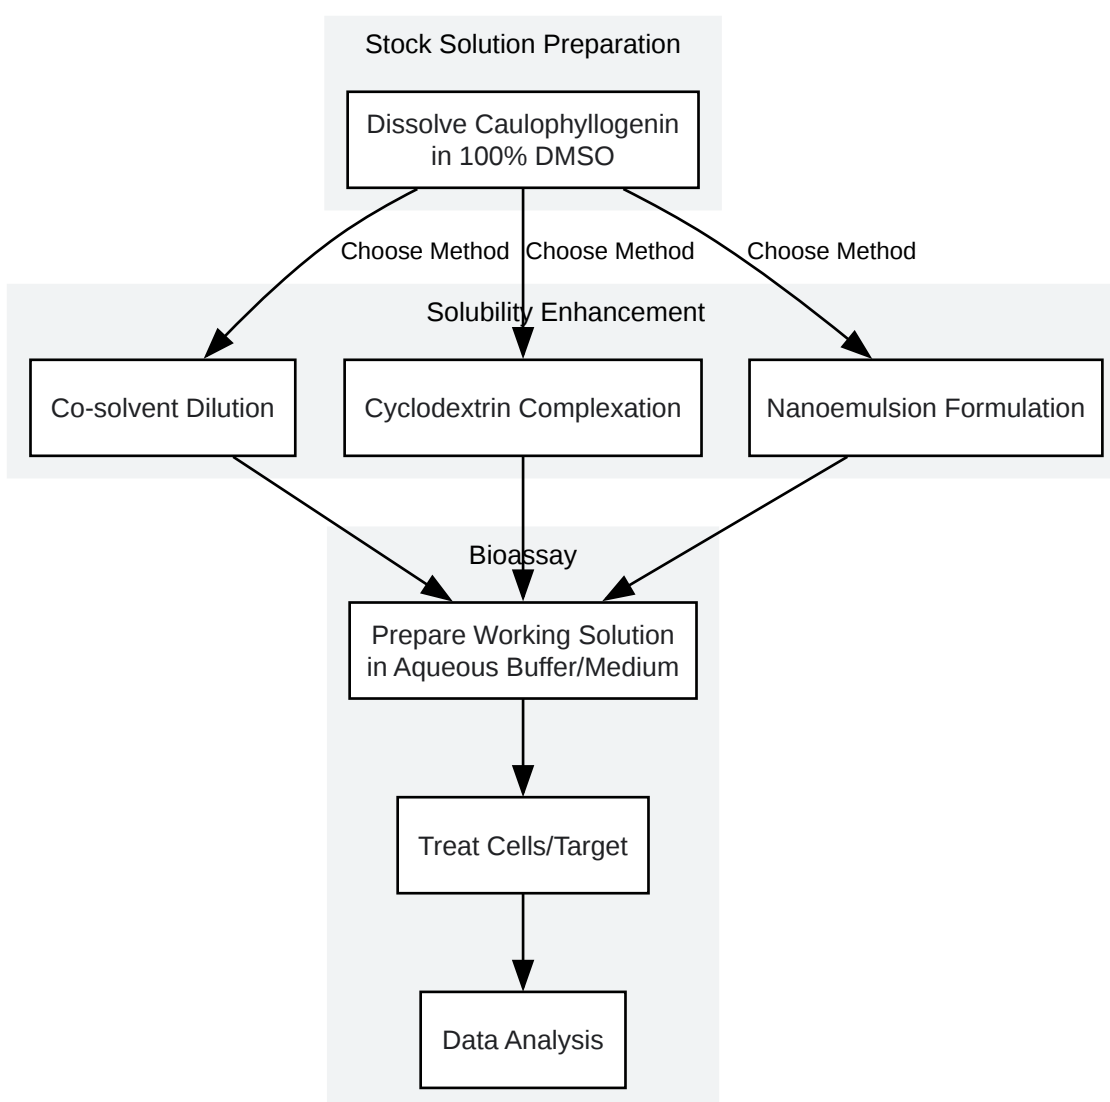 Stock Solution Preparation
Dissolve Caulophyllogenin
in 100% DMSO
Choose Method
Choose Method
Choose Method
Solubility Enhancement
Co-solvent Dilution
Cyclodextrin Complexation
Nanoemulsion Formulation
Bioassay
Prepare Working Solution
in Aqueous Buffer/Medium
Treat Cells/Target
Data Analysis